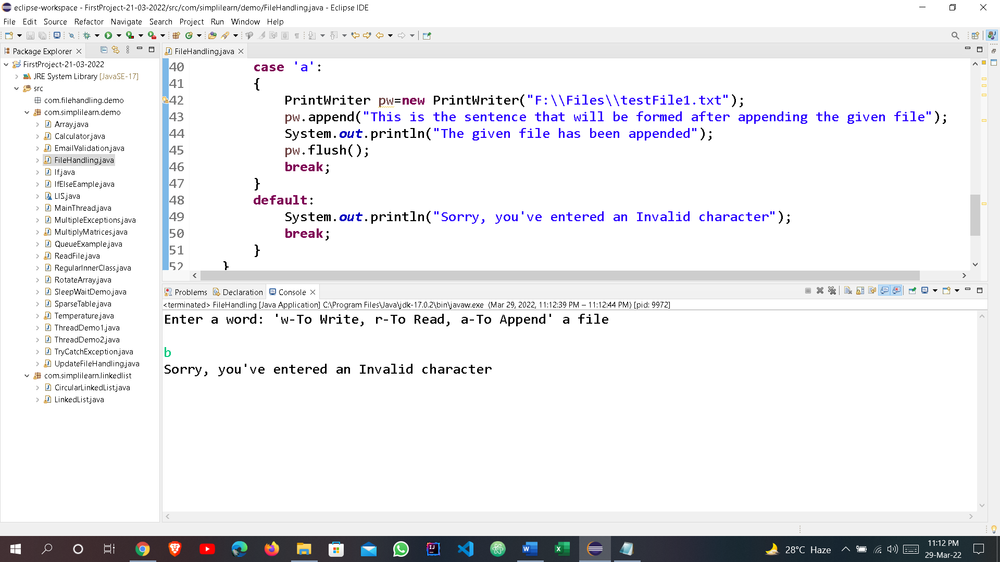 eclipse-workspace - FirstProject-21-03-2022/src/com/simplilearn/demo/FileHandling.java - Eclipse IDE
File Edit Source Refactor Navigate Search Project Run Window Help
Package Explorer
FirstProject-21-03-2022
JRE System Library [JavaSE-17]
src
com.filehandling.demo
com.simplilearn.demo
Array.java
Calculator.java
EmailValidation.java
FileHandling.java
If.java
IfElseEample.java
LIS.java
MainThread.java
MultipleExceptions.java
MultiplyMatrices.java
QueueExample.java
ReadFile.java
RegularInnerClass.java
RotateArray.java
SleepWaitDemo.java
SparseTable.java
Temperature.java
ThreadDemo1.java
ThreadDemo2.java
TryCatchException.java
UpdateFileHandling.java
com.simplilearn.linkedlist
CircularLinkedList.java
LinkedList.java
FileHandling.java
40 case 'a':
41 {
42 PrintWriter pw=new PrintWriter("F:\\Files\\testFile1.txt");
43 pw.append("This is the sentence that will be formed after appending the given file");
44 System.out.println("The given file has been appended");
45 pw.flush();
46 break;
47 }
48 default:
49 System.out.println("Sorry, you've entered an Invalid character");
50 break;
51 }
52 }
Problems Declaration Console
<terminated> FileHandling [Java Application] C:\Program Files\Java\jdk-17.0.2\bin\javaw.exe (Mar 29, 2022, 11:12:39 PM – 11:12:44 PM) [pid: 9972]
Enter a word: 'w-To Write, r-To Read, a-To Append' a file
b
Sorry, you've entered an Invalid character
28°C Haze
11:12 PM
29-Mar-22